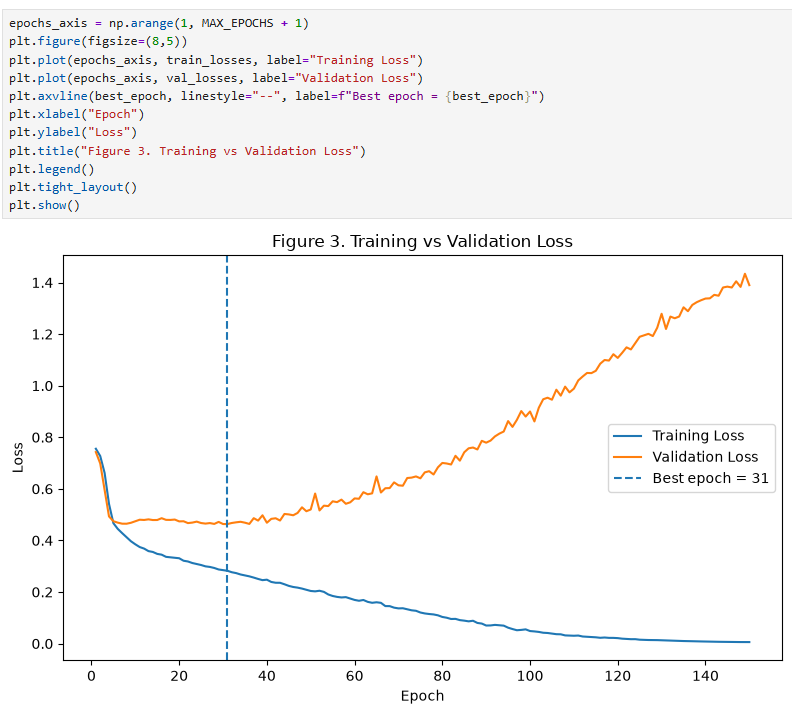 epochs_axis = np.arange(1, MAX_EPOCHS + 1)
plt.figure(figsize=(8,5))
plt.plot(epochs_axis, train_losses, label="Training Loss")
plt.plot(epochs_axis, val_losses, label="Validation Loss")
plt.axvline(best_epoch, linestyle="--", label=f"Best epoch = {best_epoch}")
plt.xlabel("Epoch")
plt.ylabel("Loss")
plt.title("Figure 3. Training vs Validation Loss")
plt.legend()
plt.tight_layout()
plt.show()
Figure 3. Training vs Validation Loss
1.4
1.2
1.0
0.8
0.6
0.4
0.2
0.0
Loss
Training Loss
Validation Loss
Best epoch = 31
0 20 40 60 80 100 120 140
Epoch